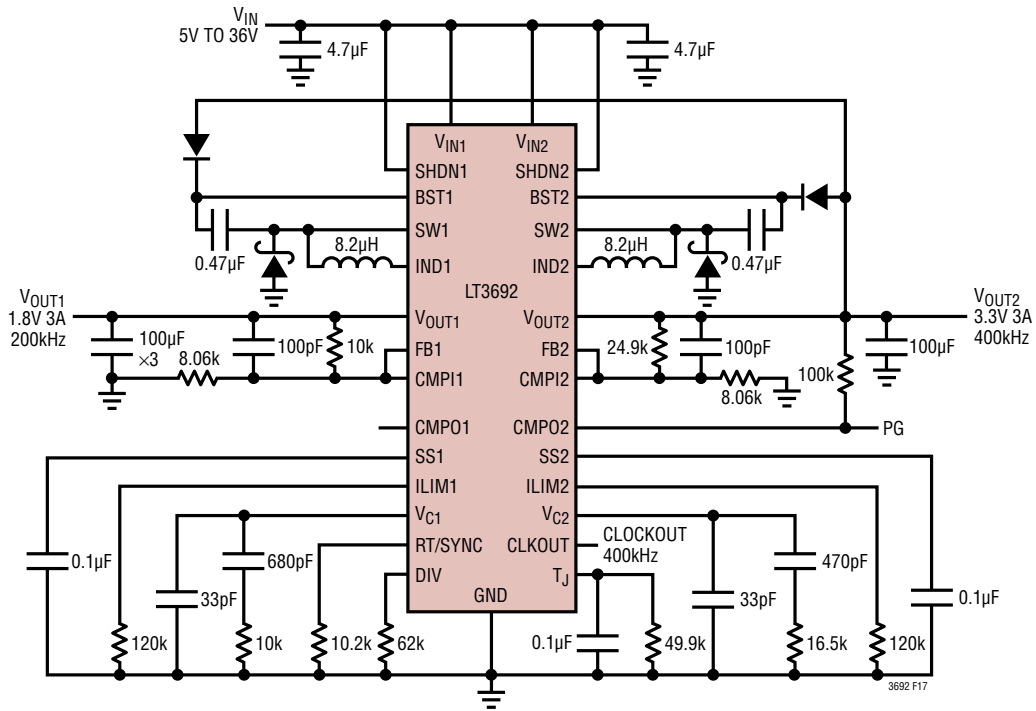 VIN
5V TO 36V
4.7µF
4.7µF
VIN1
VIN2
SHDN1
SHDN2
BST1
BST2
SW1
SW2
0.47µF
8.2µH
8.2µH
0.47µF
IND1
IND2
LT3692
VOUT1
1.8V 3A
200kHz
VOUT1
VOUT2
VOUT2
3.3V 3A
400kHz
100µF
×3
8.06k
100pF
10k
FB1
FB2
24.9k
100pF
100µF
CMPI1
CMPI2
8.06k
100k
CMPO1
CMPO2
PG
SS1
SS2
ILIM1
ILIM2
VC1
VC2
RT/SYNC
CLKOUT
CLOCKOUT
400kHz
0.1µF
680pF
470pF
DIV
TJ
33pF
33pF
0.1µF
GND
120k
10k
10.2k
62k
0.1µF
49.9k
16.5k
120k
3692 F17